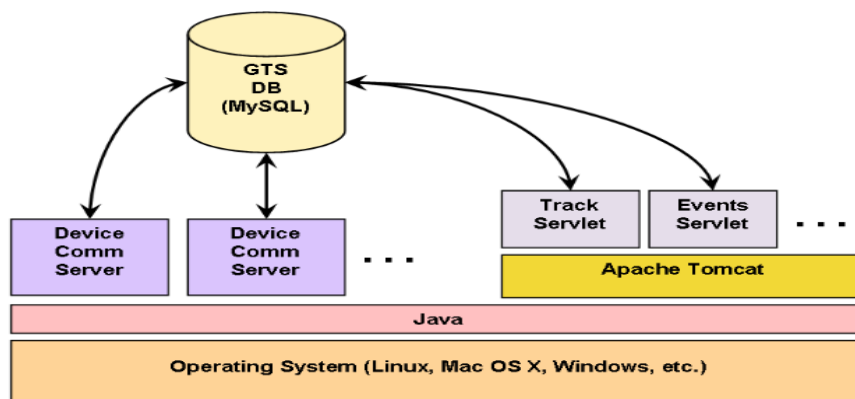 GTS
DB
(MySQL)
Device
Comm
Server
Device
Comm
Server
. . .
Track
Servlet
Events
Servlet
. . .
Apache Tomcat
Java
Operating System (Linux, Mac OS X, Windows, etc.)